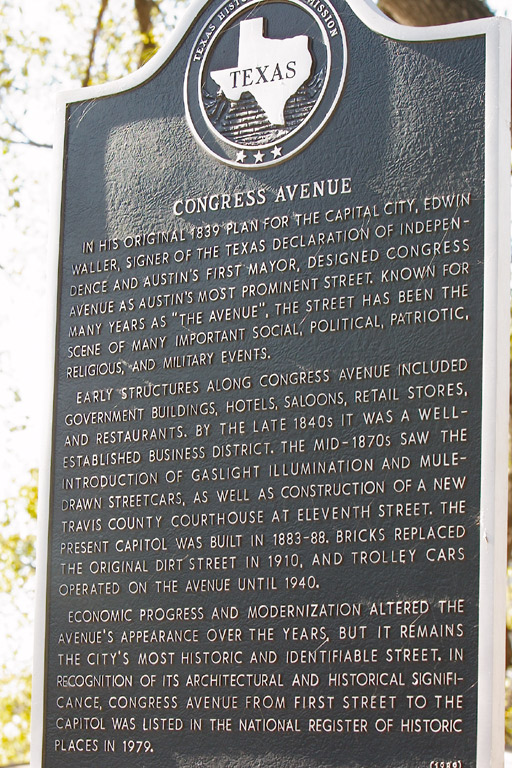 TEXAS HISTORICAL COMMISSION
TEXAS
CONGRESS AVENUE
IN HIS ORIGINAL 1839 PLAN FOR THE CAPITAL CITY, EDWIN
WALLER, SIGNER OF THE TEXAS DECLARATION OF INDEPEN-
DENCE AND AUSTIN'S FIRST MAYOR, DESIGNED CONGRESS
AVENUE AS AUSTIN'S MOST PROMINENT STREET. KNOWN FOR
MANY YEARS AS "THE AVENUE", THE STREET HAS BEEN THE
SCENE OF MANY IMPORTANT SOCIAL, POLITICAL, PATRIOTIC,
RELIGIOUS, AND MILITARY EVENTS.
EARLY STRUCTURES ALONG CONGRESS AVENUE INCLUDED
GOVERNMENT BUILDINGS, HOTELS, SALOONS, RETAIL STORES,
AND RESTAURANTS. BY THE LATE 1840s IT WAS A WELL-
ESTABLISHED BUSINESS DISTRICT. THE MID-1870s SAW THE
INTRODUCTION OF GASLIGHT ILLUMINATION AND MULE-
DRAWN STREETCARS, AS WELL AS CONSTRUCTION OF A NEW
TRAVIS COUNTY COURTHOUSE AT ELEVENTH STREET. THE
PRESENT CAPITOL WAS BUILT IN 1883-88. BRICKS REPLACED
THE ORIGINAL DIRT STREET IN 1910, AND TROLLEY CARS
OPERATED ON THE AVENUE UNTIL 1940.
ECONOMIC PROGRESS AND MODERNIZATION ALTERED THE
AVENUE'S APPEARANCE OVER THE YEARS, BUT IT REMAINS
THE CITY'S MOST HISTORIC AND IDENTIFIABLE STREET. IN
RECOGNITION OF ITS ARCHITECTURAL AND HISTORICAL SIGNIFI-
CANCE, CONGRESS AVENUE FROM FIRST STREET TO THE
CAPITOL WAS LISTED IN THE NATIONAL REGISTER OF HISTORIC
PLACES IN 1979.